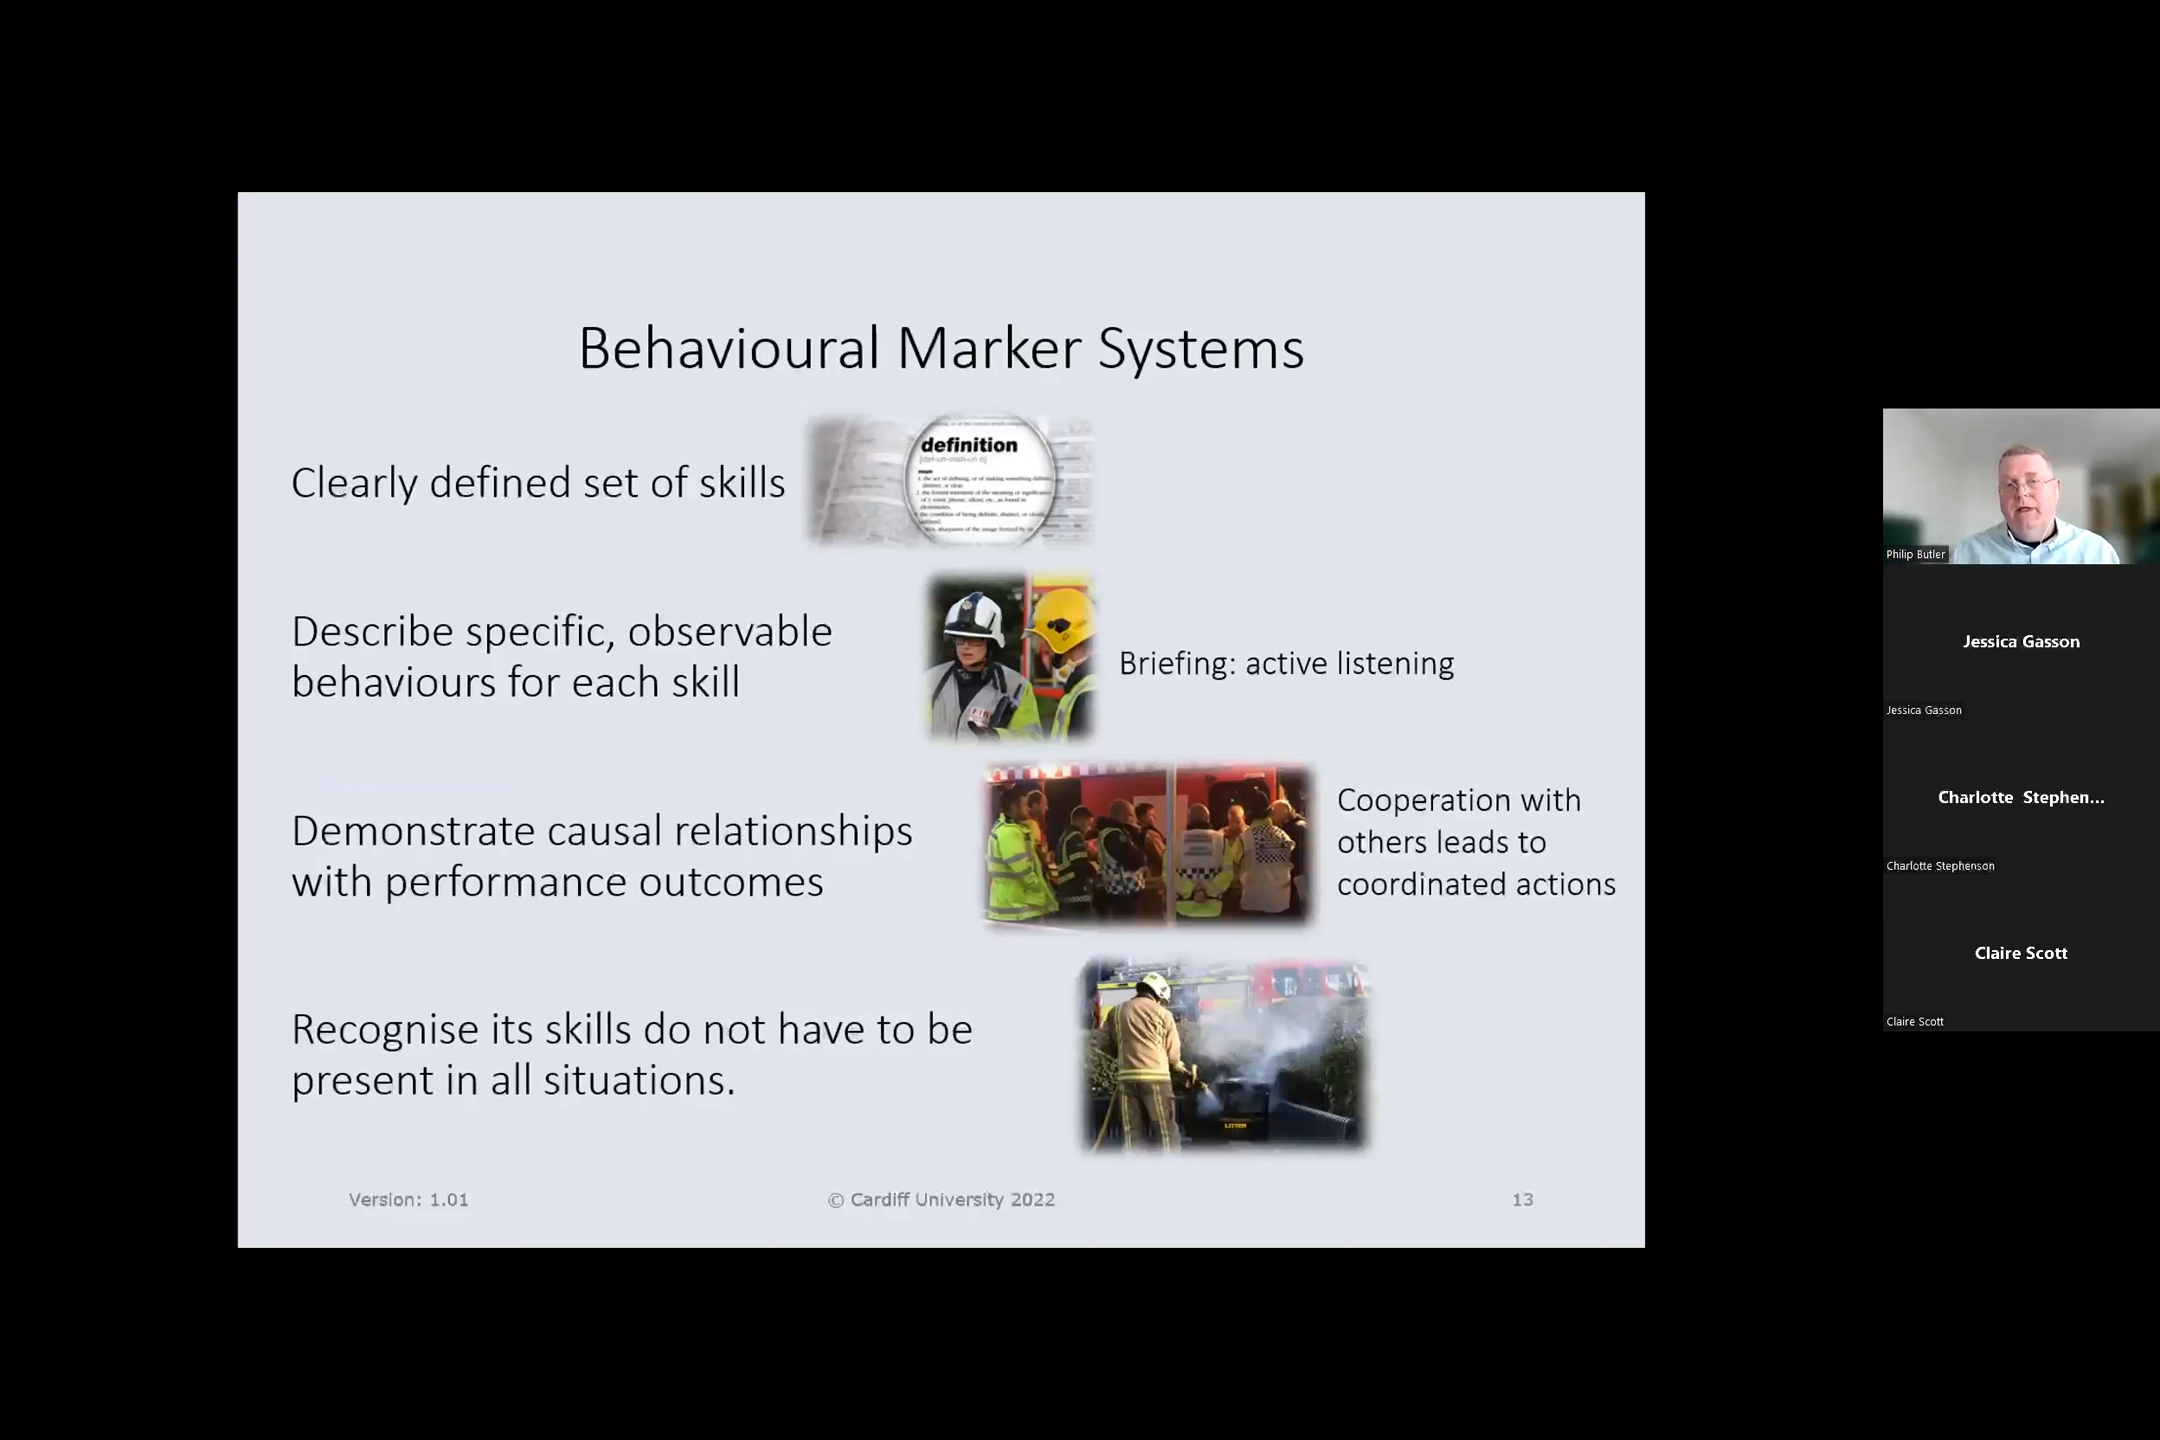 Behavioural Marker Systems
Clearly defined set of skills
definition
noun
Describe specific, observable
behaviours for each skill
Briefing: active listening
Demonstrate causal relationships
with performance outcomes
Cooperation with
others leads to
coordinated actions
Recognise its skills do not have to be
present in all situations.
LITTER
Version: 1.01
© Cardiff University 2022
13
Philip Butler
Jessica Gasson
Jessica Gasson
Charlotte Stephen...
Charlotte Stephenson
Claire Scott
Claire Scott